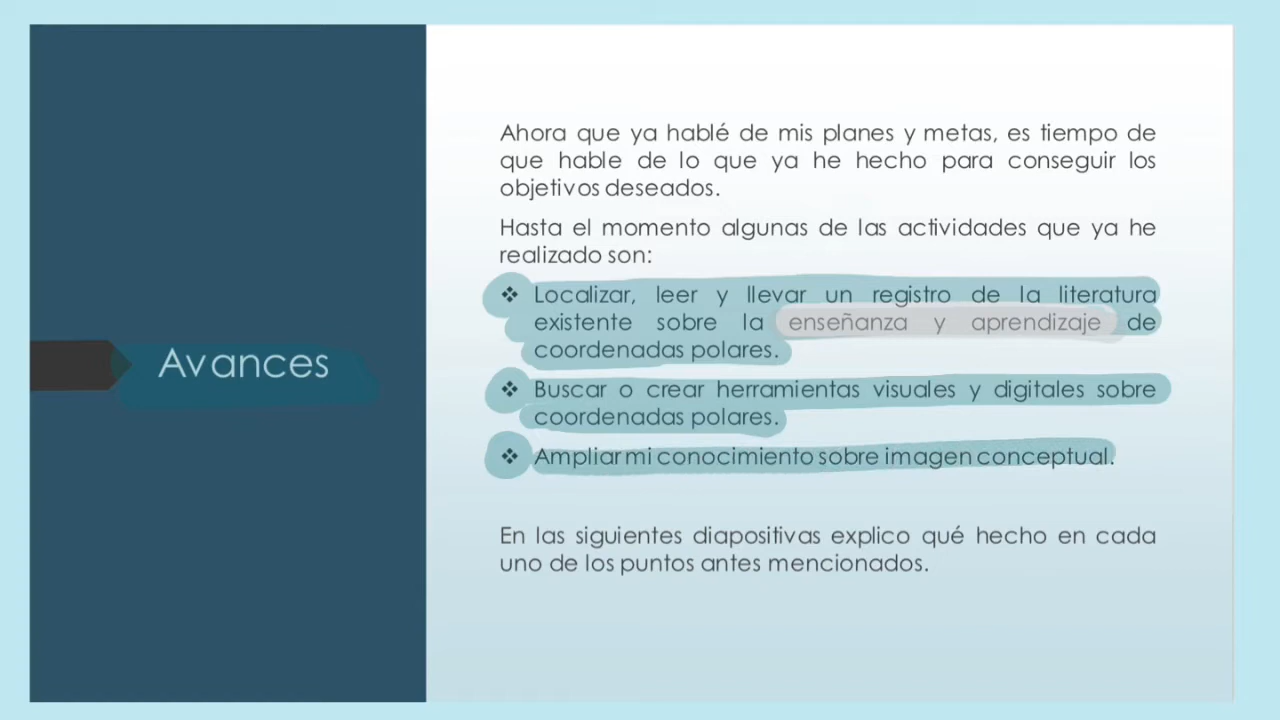 Avances
Ahora que ya hablé de mis planes y metas, es tiempo de
que hable de lo que ya he hecho para conseguir los
objetivos deseados.
Hasta el momento algunas de las actividades que ya he
realizado son:
❖ Localizar, leer y llevar un registro de la literatura
existente sobre la enseñanza y aprendizaje de
coordenadas polares.
❖ Buscar o crear herramientas visuales y digitales sobre
coordenadas polares.
❖ Ampliar mi conocimiento sobre imagen conceptual.
En las siguientes diapositivas explico qué hecho en cada
uno de los puntos antes mencionados.